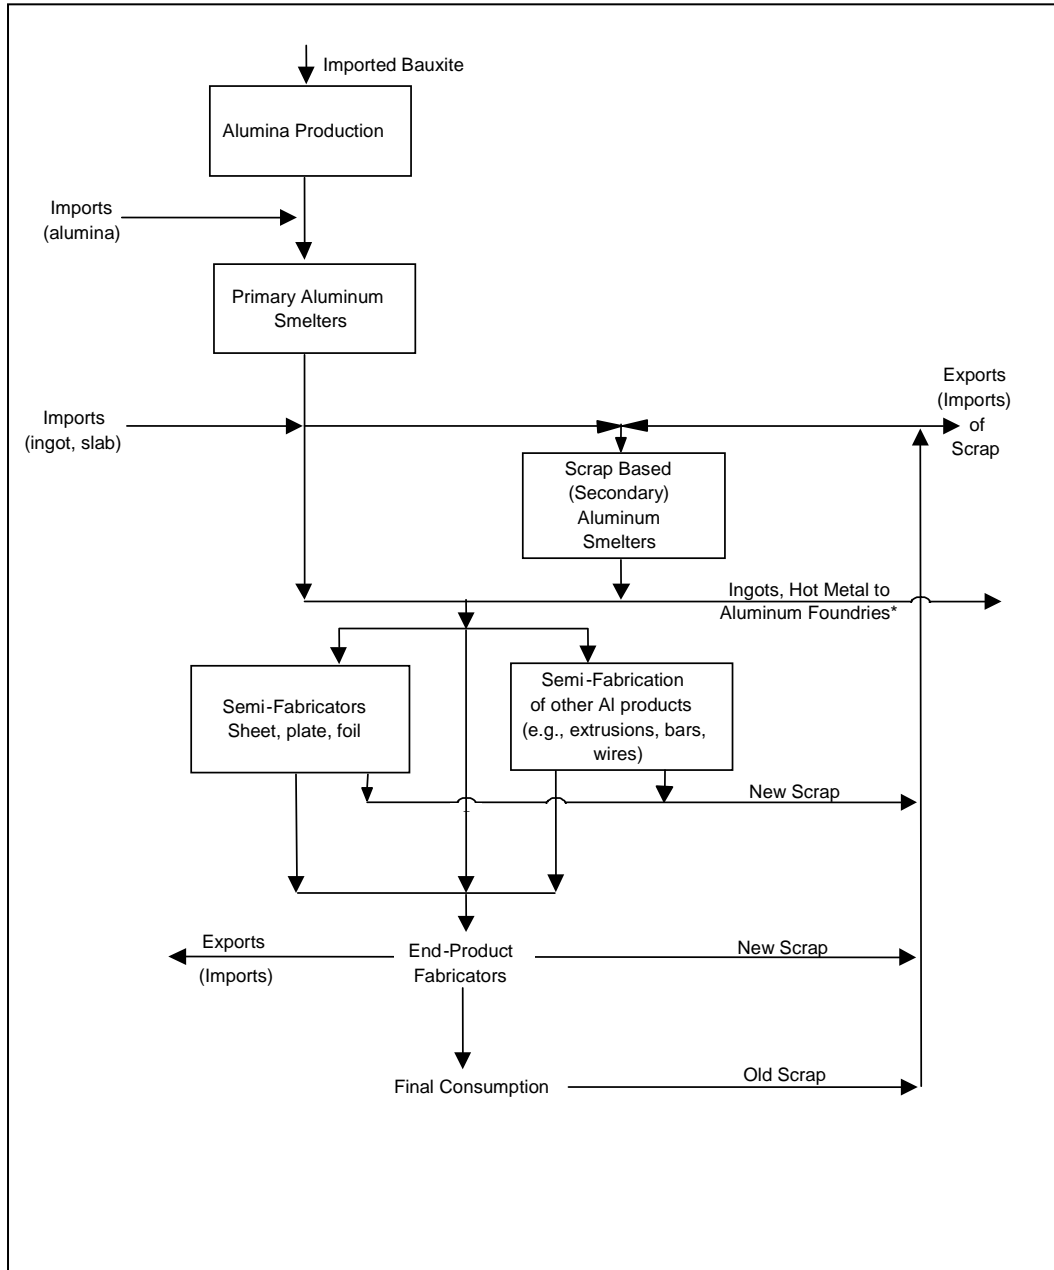 Imported Bauxite
Alumina Production
Imports
(alumina)
Primary Aluminum
Smelters
Imports
(ingot, slab)
Exports
(Imports)
of
Scrap
Scrap Based
(Secondary)
Aluminum
Smelters
Ingots, Hot Metal to
Aluminum Foundries*
Semi-Fabricators
Sheet, plate, foil
Semi-Fabrication
of other Al products
(e.g., extrusions, bars,
wires)
New Scrap
Exports
(Imports)
End-Product
Fabricators
New Scrap
Final Consumption
Old Scrap